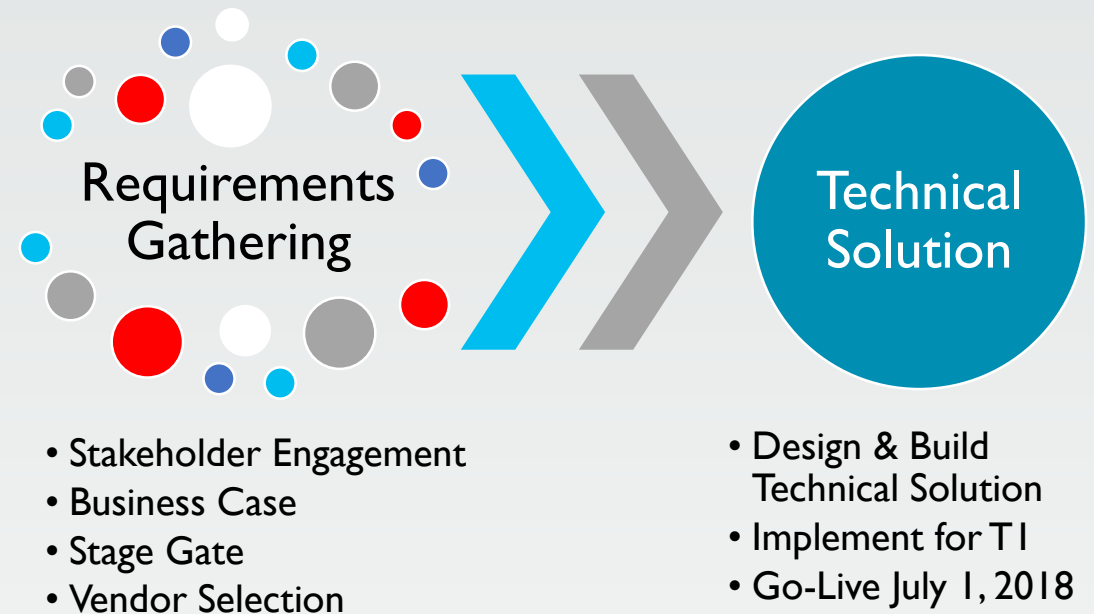 Requirements
Gathering
Technical
Solution
• Stakeholder Engagement
• Business Case
• Stage Gate
• Vendor Selection
• Design & Build
Technical Solution
• Implement for T1
• Go-Live July 1, 2018